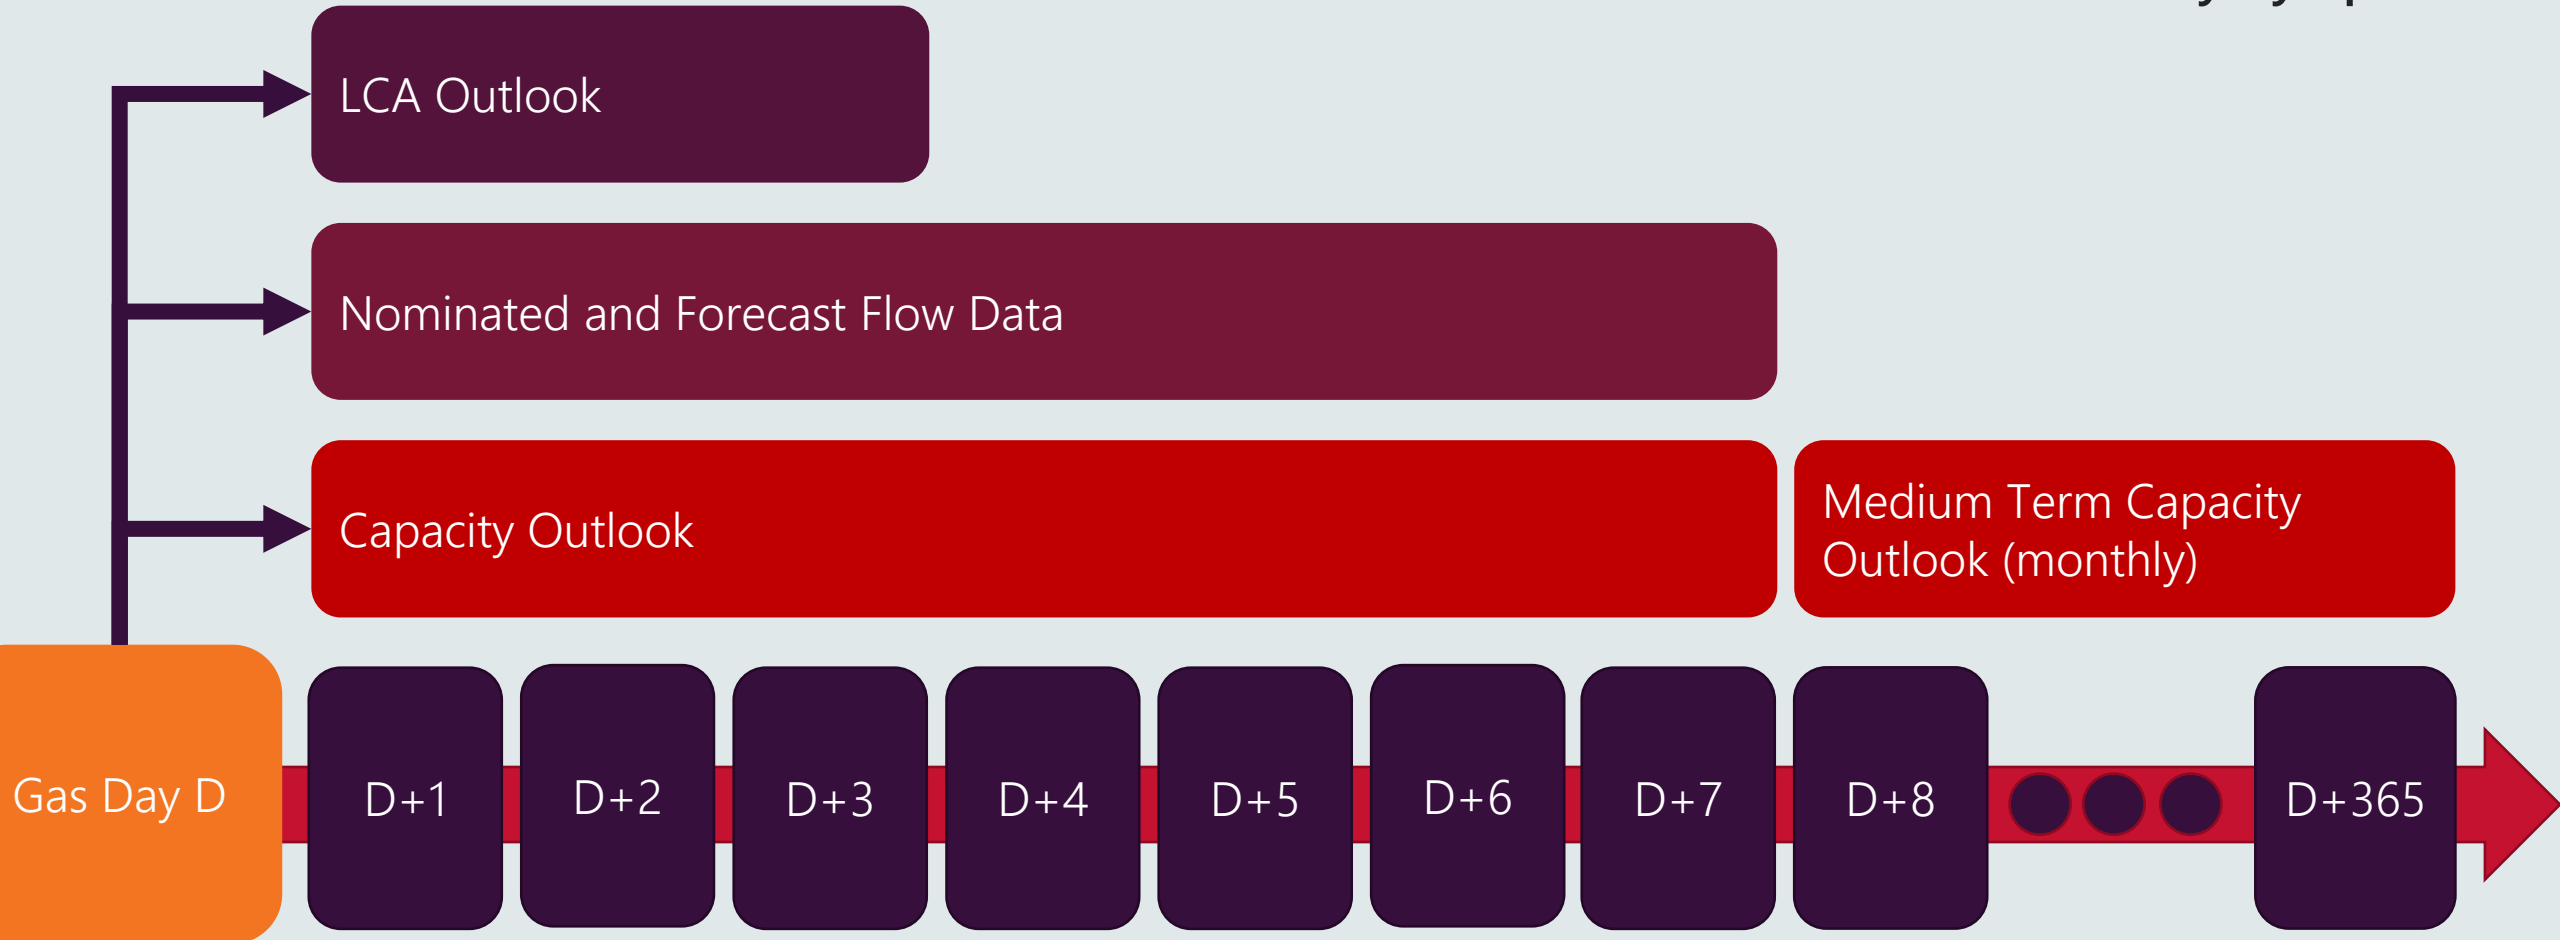 LCA Outlook
Nominated and Forecast Flow Data
Capacity Outlook
Medium Term Capacity
Outlook (monthly)
Gas Day D
D+1
D+2
D+3
D+4
D+5
D+6
D+7
D+8
D+365